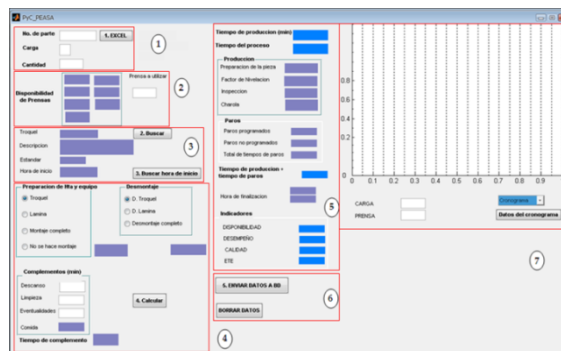 PyC_PEASA
No. de parte
1. EXCEL
Carga
Cantidad
1
Disponibilidad
de Prensas
Prensa a utilizar
2
Troquel
2. Buscar
Descripcion
Estandar
Hora de inicio
3. Buscar hora de inicio
3
Preparacion de lita y equipo
Troquel
Lamina
Montaje completo
No se hace montaje
Desmontaje
D. Troquel
D. Lamina
Desmontaje completo
Complementos (min)
Descanso
Limpieza
Eventualidades
Comida
4. Calcular
Tiempo de complemento
4
Tiempo de produccion (min)
Tiempo del proceso
Produccion
Preparacion de la pieza
Factor de Nivelacion
Inspeccion
Charola
Paros
Paros programados
Paros no programados
Total de tiempos de paros
Tiempo de produccion +
tiempo de paros
Hora de finalizacion
5
Indicadores
DISPONIBILIDAD
DESEMPEÑO
CALIDAD
ETE
5. ENVIAR DATOS A BD
BORRAR DATOS
6
0.8
0.6
0.4
0.2
0
0 0.1 0.2 0.3 0.4 0.5 0.6 0.7 0.8 0.9
CARGA
PRENSA
Cronograma
Datos del cronograma
7